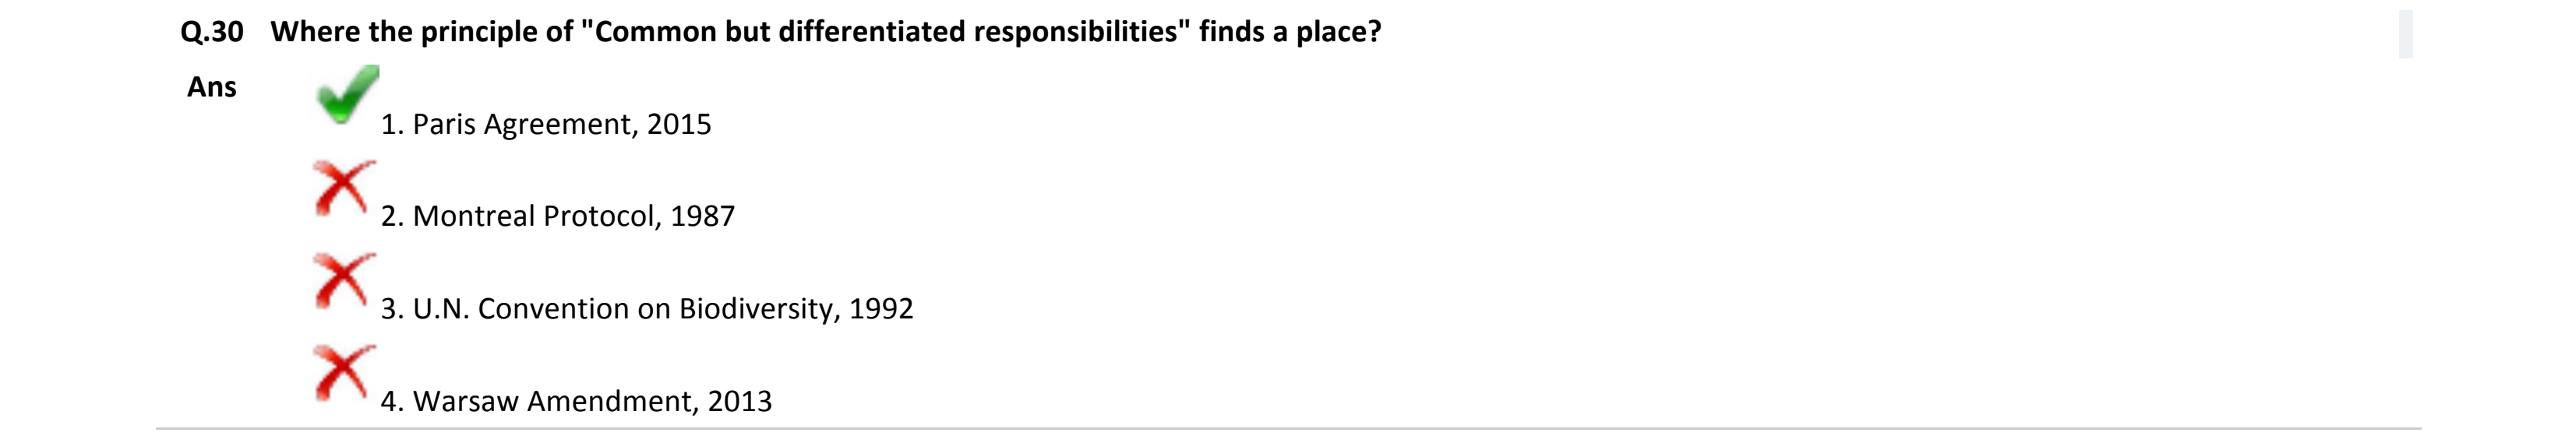 Q.30 Where the principle of "Common but differentiated responsibilities" finds a place?
Ans
1. Paris Agreement, 2015
2. Montreal Protocol, 1987
3. U.N. Convention on Biodiversity, 1992
4. Warsaw Amendment, 2013